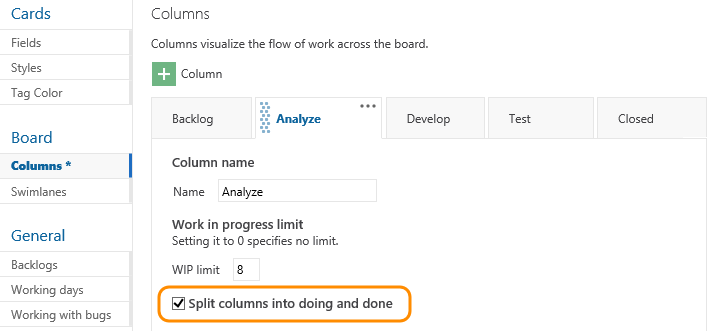 Cards
Fields
Styles
Tag Color
Board
Columns *
Swimlanes
General
Backlogs
Working days
Working with bugs
Columns
Columns visualize the flow of work across the board.
Column
Backlog Analyze Develop Test Closed
Column name
Name Analyze
Work in progress limit
Setting it to 0 specifies no limit.
WIP limit 8
Split columns into doing and done